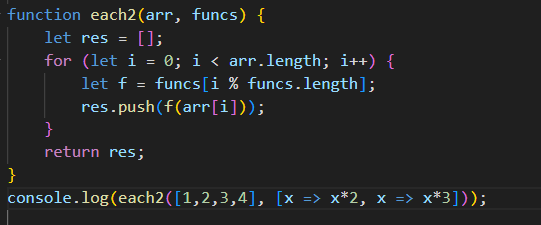 function each2(arr, funcs) {
    let res = [];
    for (let i = 0; i < arr.length; i++) {
        let f = funcs[i % funcs.length];
        res.push(f(arr[i]));
    }
    return res;
}
console.log(each2([1,2,3,4], [x => x*2, x => x*3]));